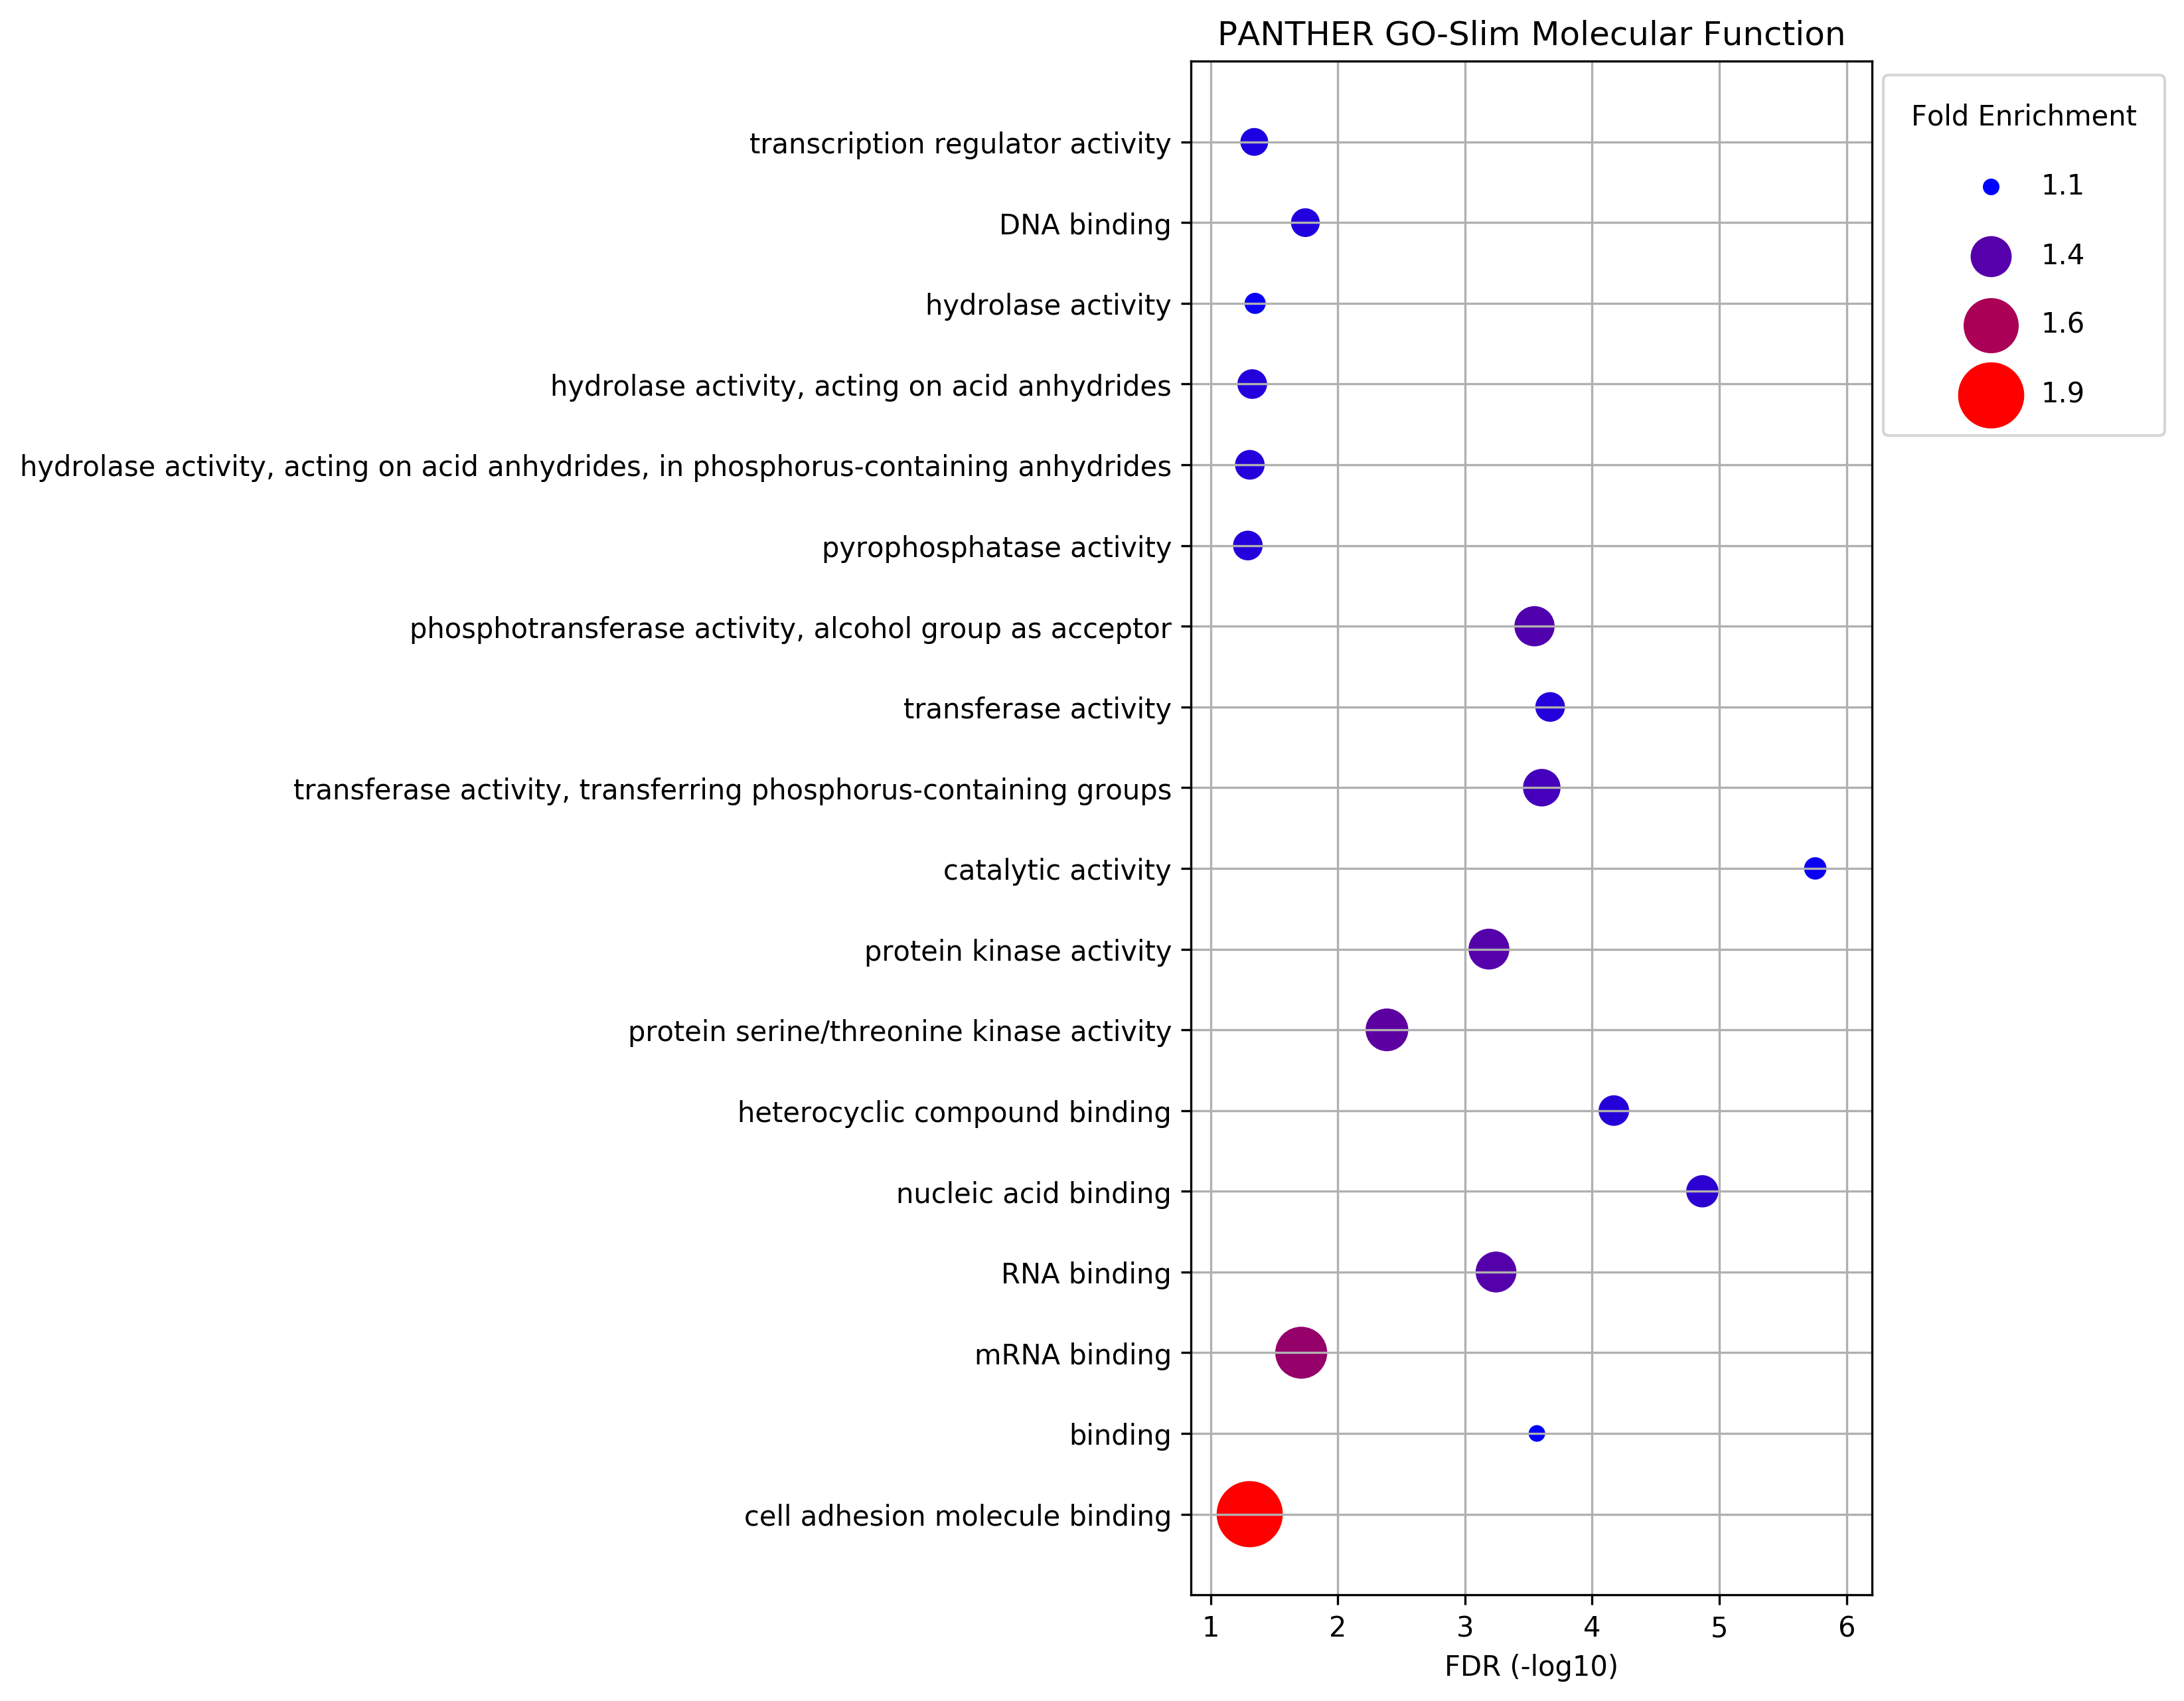 PANTHER GO-Slim Molecular Function
transcription regulator activity
DNA binding
hydrolase activity
hydrolase activity, acting on acid anhydrides
hydrolase activity, acting on acid anhydrides, in phosphorus-containing anhydrides
pyrophosphatase activity
phosphotransferase activity, alcohol group as acceptor
transferase activity
transferase activity, transferring phosphorus-containing groups
catalytic activity
protein kinase activity
protein serine/threonine kinase activity
heterocyclic compound binding
nucleic acid binding
RNA binding
mRNA binding
binding
cell adhesion molecule binding
1 2 3 4 5 6
FDR (-log10)
Fold Enrichment
1.1
1.4
1.6
1.9